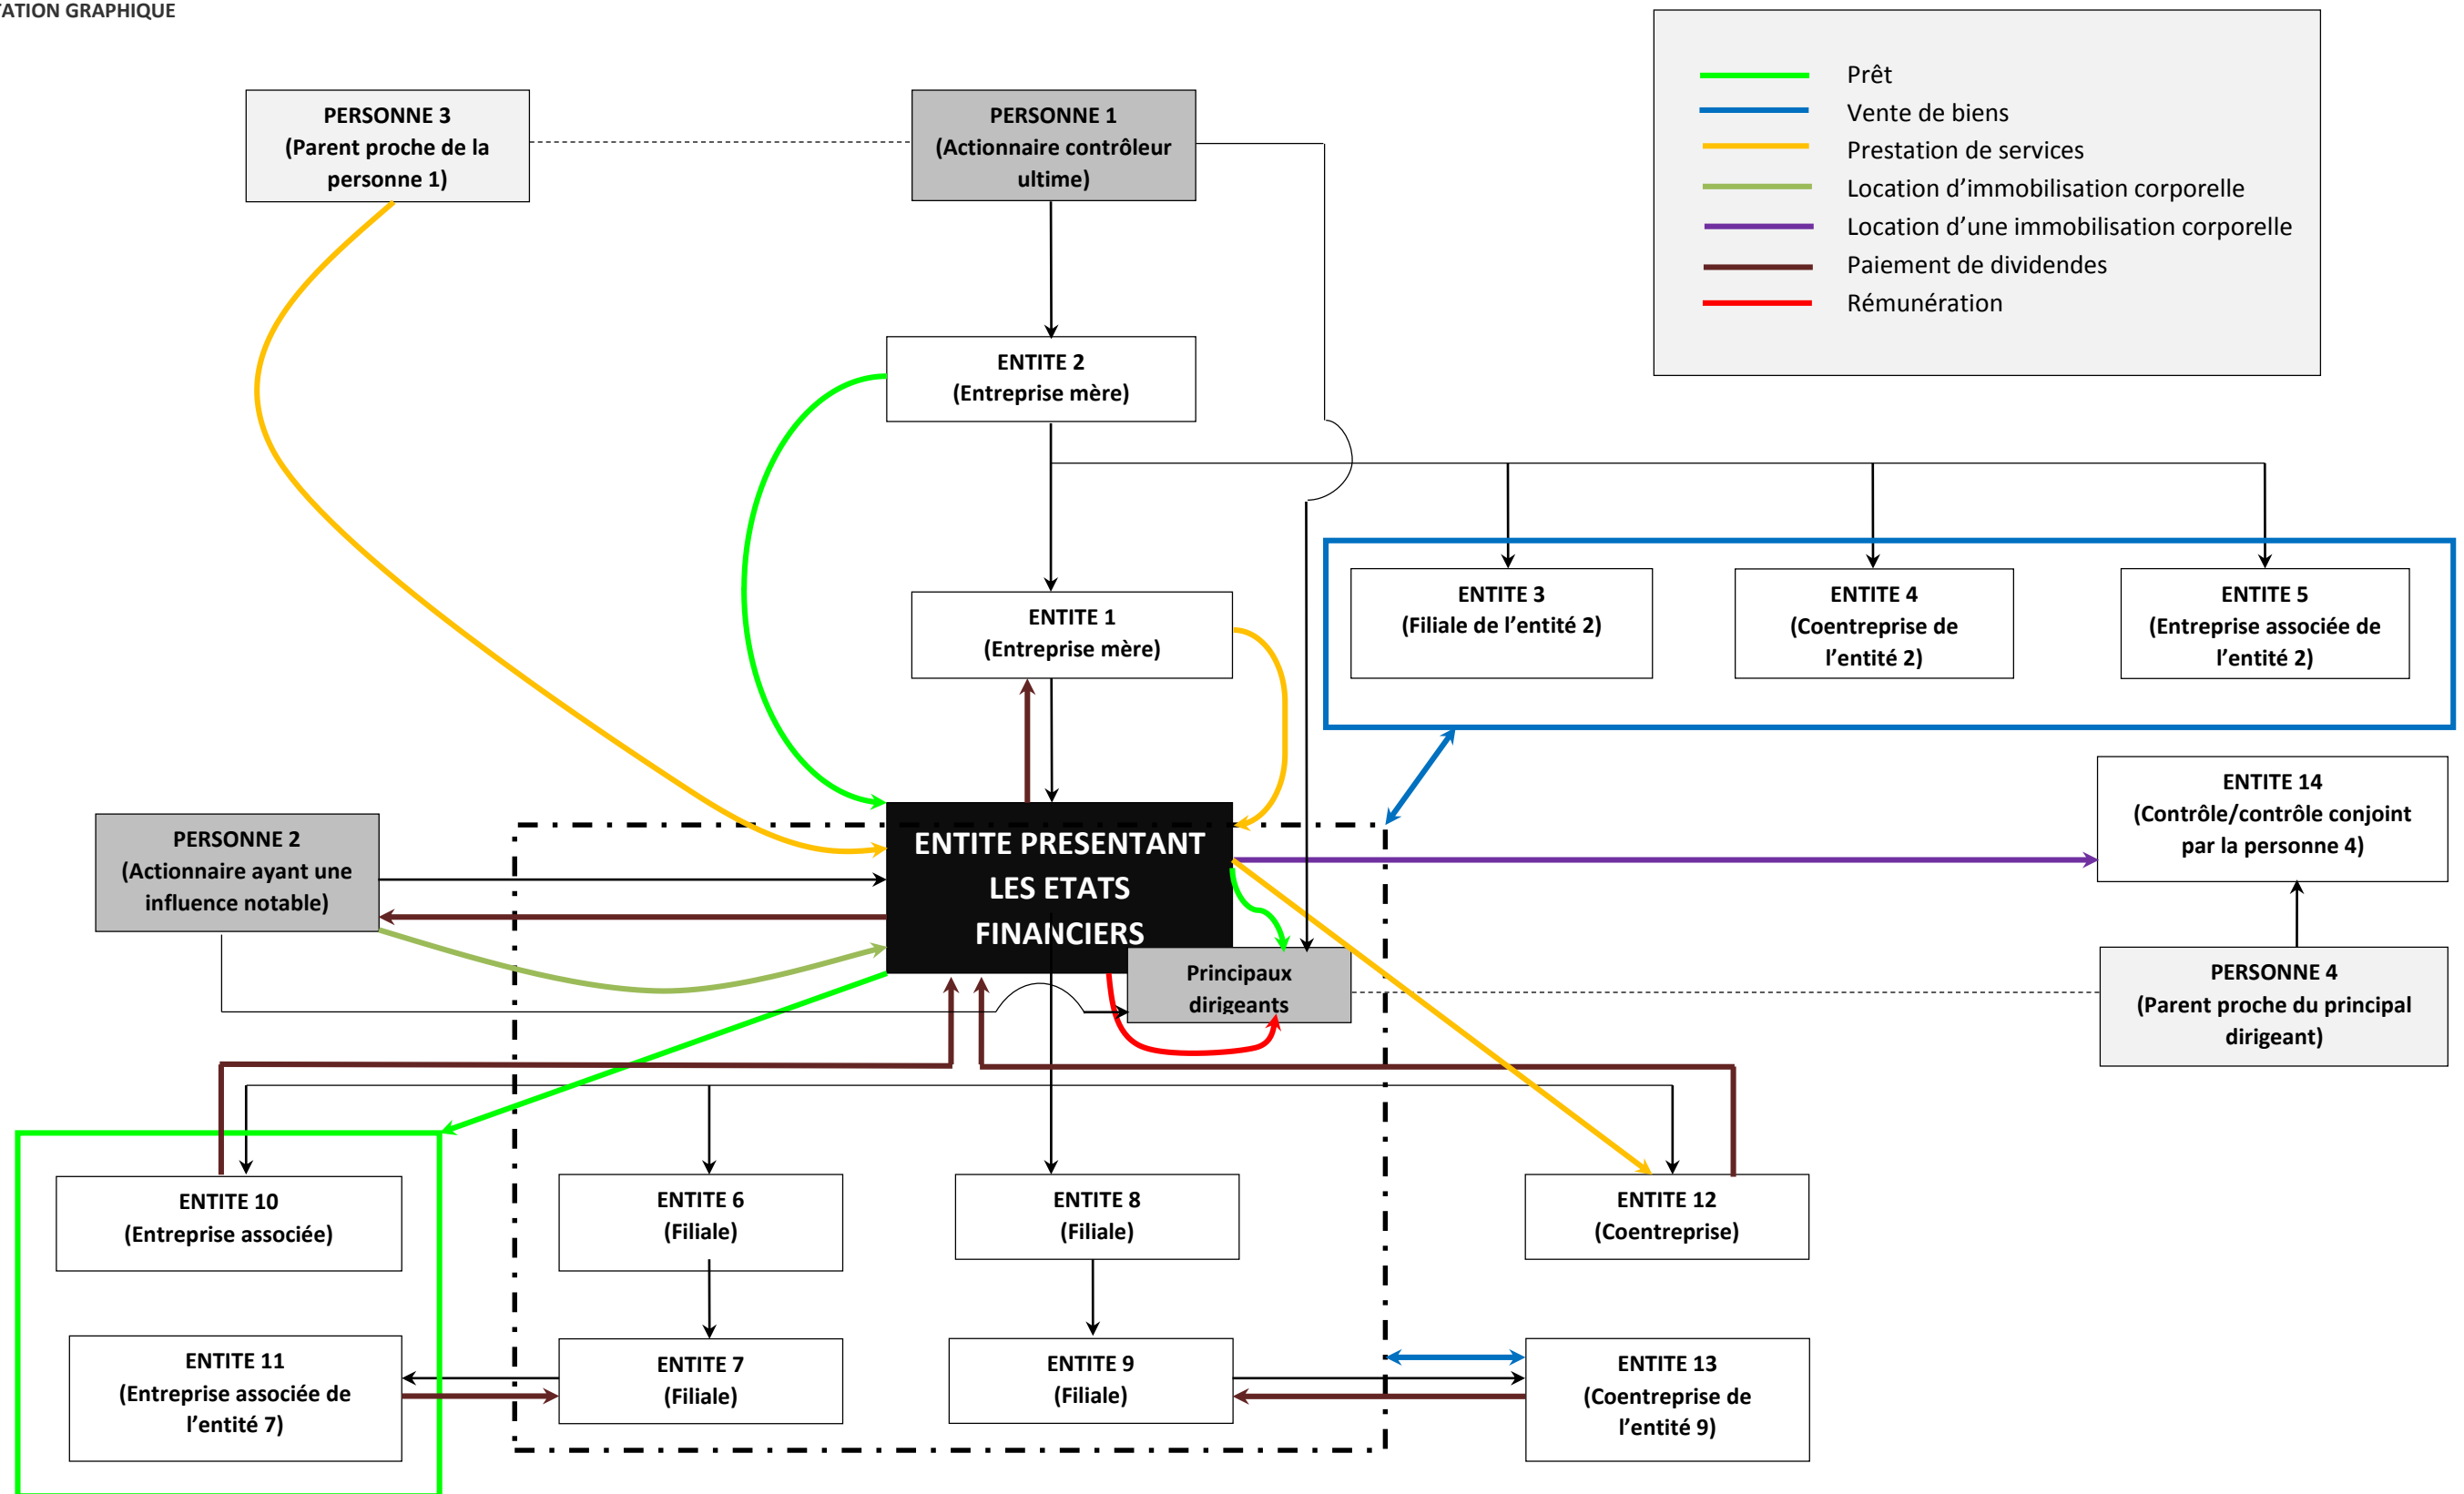 TATION GRAPHIQUE
Prêt
Vente de biens
Prestation de services
Location d'immobilisation corporelle
Location d'une immobilisation corporelle
Paiement de dividendes
Rémunération
PERSONNE 3
(Parent proche de la
personne 1)
PERSONNE 1
(Actionnaire contrôleur
ultime)
ENTITE 2
(Entreprise mère)
ENTITE 1
(Entreprise mère)
ENTITE 3
(Filiale de l'entité 2)
ENTITE 4
(Coentreprise de
l'entité 2)
ENTITE 5
(Entreprise associée de
l'entité 2)
PERSONNE 2
(Actionnaire ayant une
influence notable)
ENTITE PRESENTANT
LES ETATS
FINANCIERS
ENTITE 14
(Contrôle/contrôle conjoint
par la personne 4)
Principaux
dirigeants
PERSONNE 4
(Parent proche du principal
dirigeant)
ENTITE 10
(Entreprise associée)
ENTITE 6
(Filiale)
ENTITE 8
(Filiale)
ENTITE 12
(Coentreprise)
ENTITE 11
(Entreprise associée de
l'entité 7)
ENTITE 7
(Filiale)
ENTITE 9
(Filiale)
ENTITE 13
(Coentreprise de
l'entité 9)